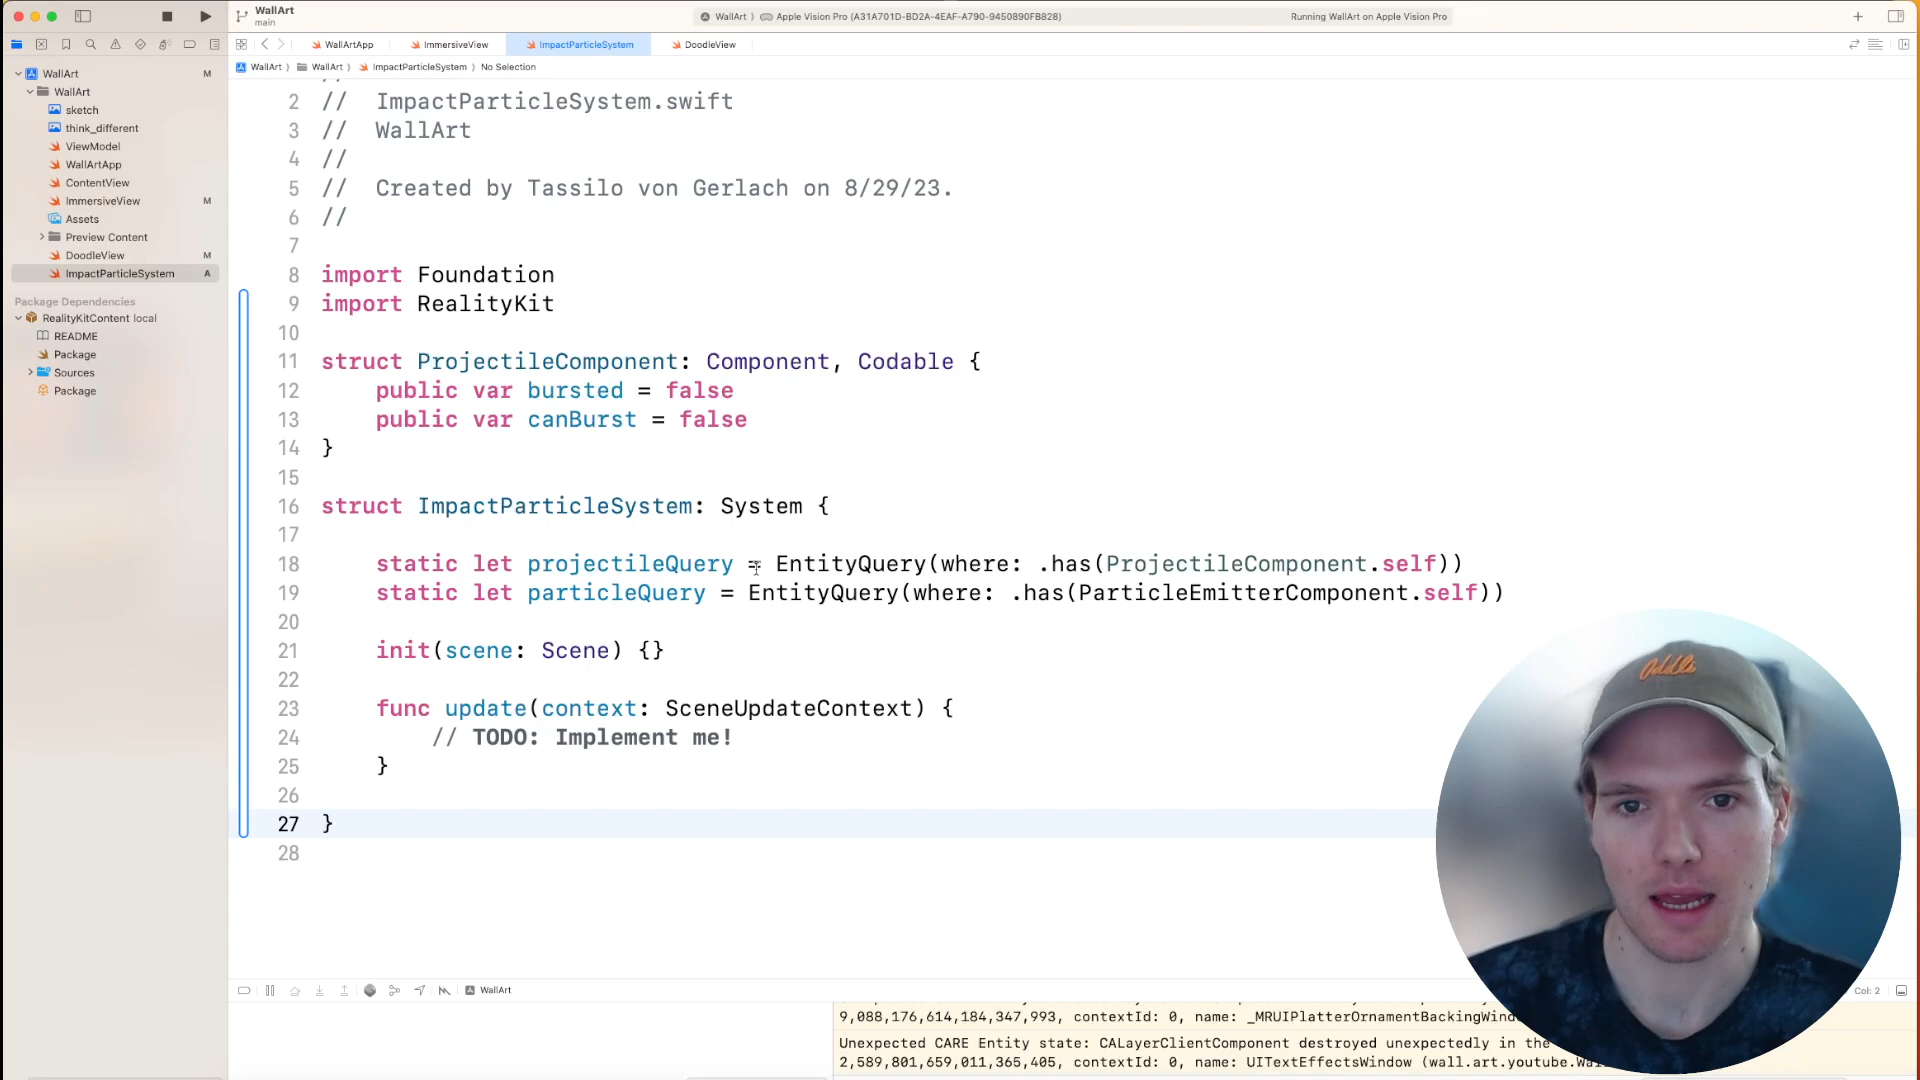 WallArt
main
WallArt 〉 Apple Vision Pro (A31A701D-BD2A-4EAF-A790-9450890FB828)
Running WallArt on Apple Vision Pro
WallArtApp
ImmersiveView
ImpactParticleSystem
DoodleView
WallArt 〉 WallArt 〉 ImpactParticleSystem 〉 No Selection
WallArt M
WallArt
sketch
think_different
ViewModel
WallArtApp
ContentView
ImmersiveView M
Assets
Preview Content
DoodleView M
ImpactParticleSystem A
Package Dependencies
RealityKitContent local
README
Package
Sources
Package
2 //  ImpactParticleSystem.swift
3 //  WallArt
4 //
5 //  Created by Tassilo von Gerlach on 8/29/23.
6 //
7
8 import Foundation
9 import RealityKit
10
11 struct ProjectileComponent: Component, Codable {
12     public var bursted = false
13     public var canBurst = false
14 }
15
16 struct ImpactParticleSystem: System {
17
18     static let projectileQuery = EntityQuery(where: .has(ProjectileComponent.self))
19     static let particleQuery = EntityQuery(where: .has(ParticleEmitterComponent.self))
20
21     init(scene: Scene) {}
22
23     func update(context: SceneUpdateContext) {
24         // TODO: Implement me!
25     }
26
27 }
28
WallArt
Col: 2
9,088,176,614,184,347,993, contextId: 0, name: _MRUIPlatterOrnamentBackingWind
Unexpected CARE Entity state: CALayerClientComponent destroyed unexpectedly in the
2,589,801,659,011,365,405, contextId: 0, name: UITextEffectsWindow (wall.art.youtube.Wa
Oddli